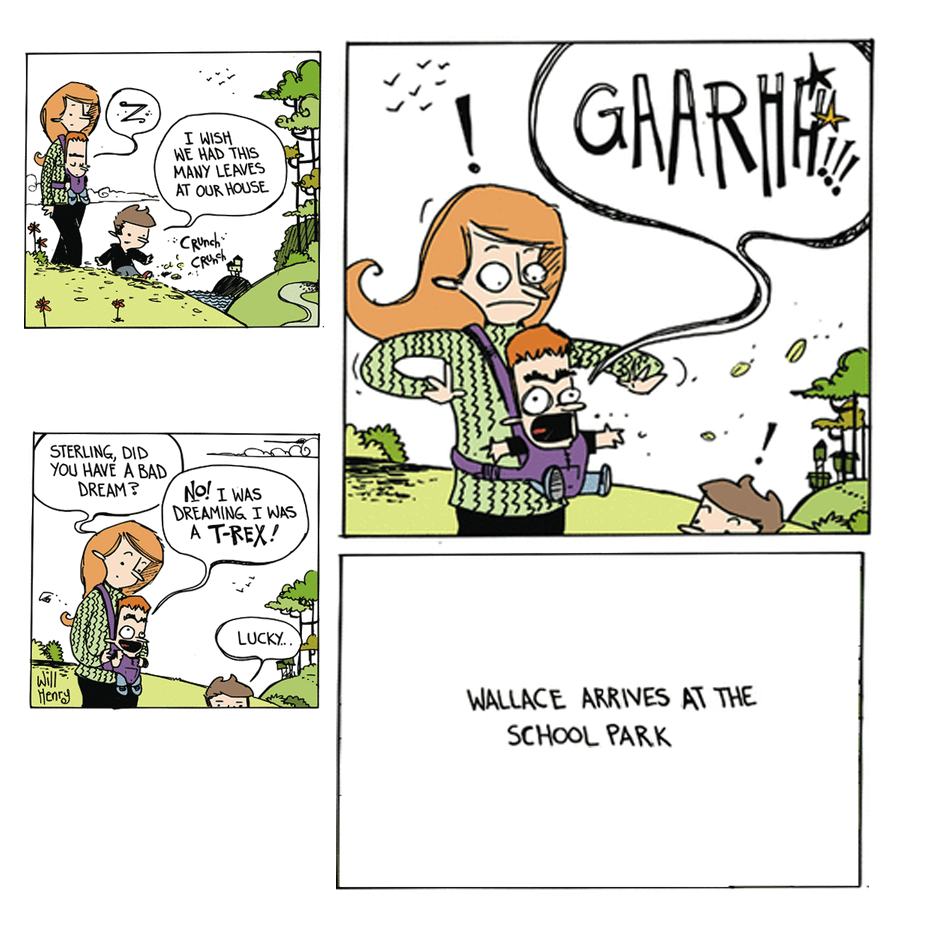 Z
I WISH
WE HAD THIS
MANY LEAVES
AT OUR HOUSE
CRUNCH
CRUNCH
!
GAARHH!!!
!
STERLING, DID
YOU HAVE A BAD
DREAM?
NO! I WAS
DREAMING I WAS
A T-REX!
LUCKY...
Will
Henry
WALLACE ARRIVES AT THE
SCHOOL PARK